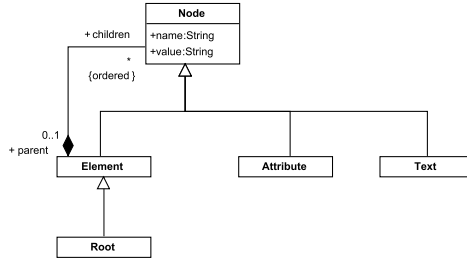 Node
+name:String
+value:String
+ children
*
{ordered }
0..1
+ parent
Element
Attribute
Text
Root